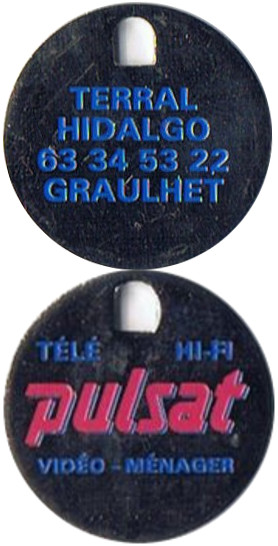 TERRAL
HIDALGO
63 34 53 22
GRAULHET
TÉLÉ HI-FI
pulsat
VIDÉO - MÉNAGER